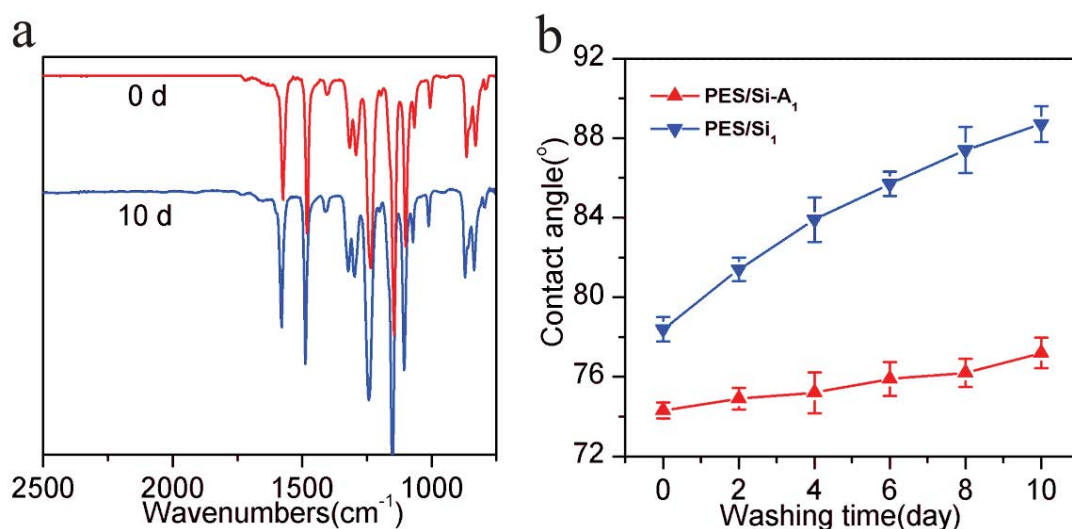 a
0 d
10 d
2500 2000 1500 1000
Wavenumbers(cm⁻¹)
b
92
88
84
80
76
72
Contact angle(°)
PES/Si-A₁
PES/Si₁
0 2 4 6 8 10
Washing time(day)